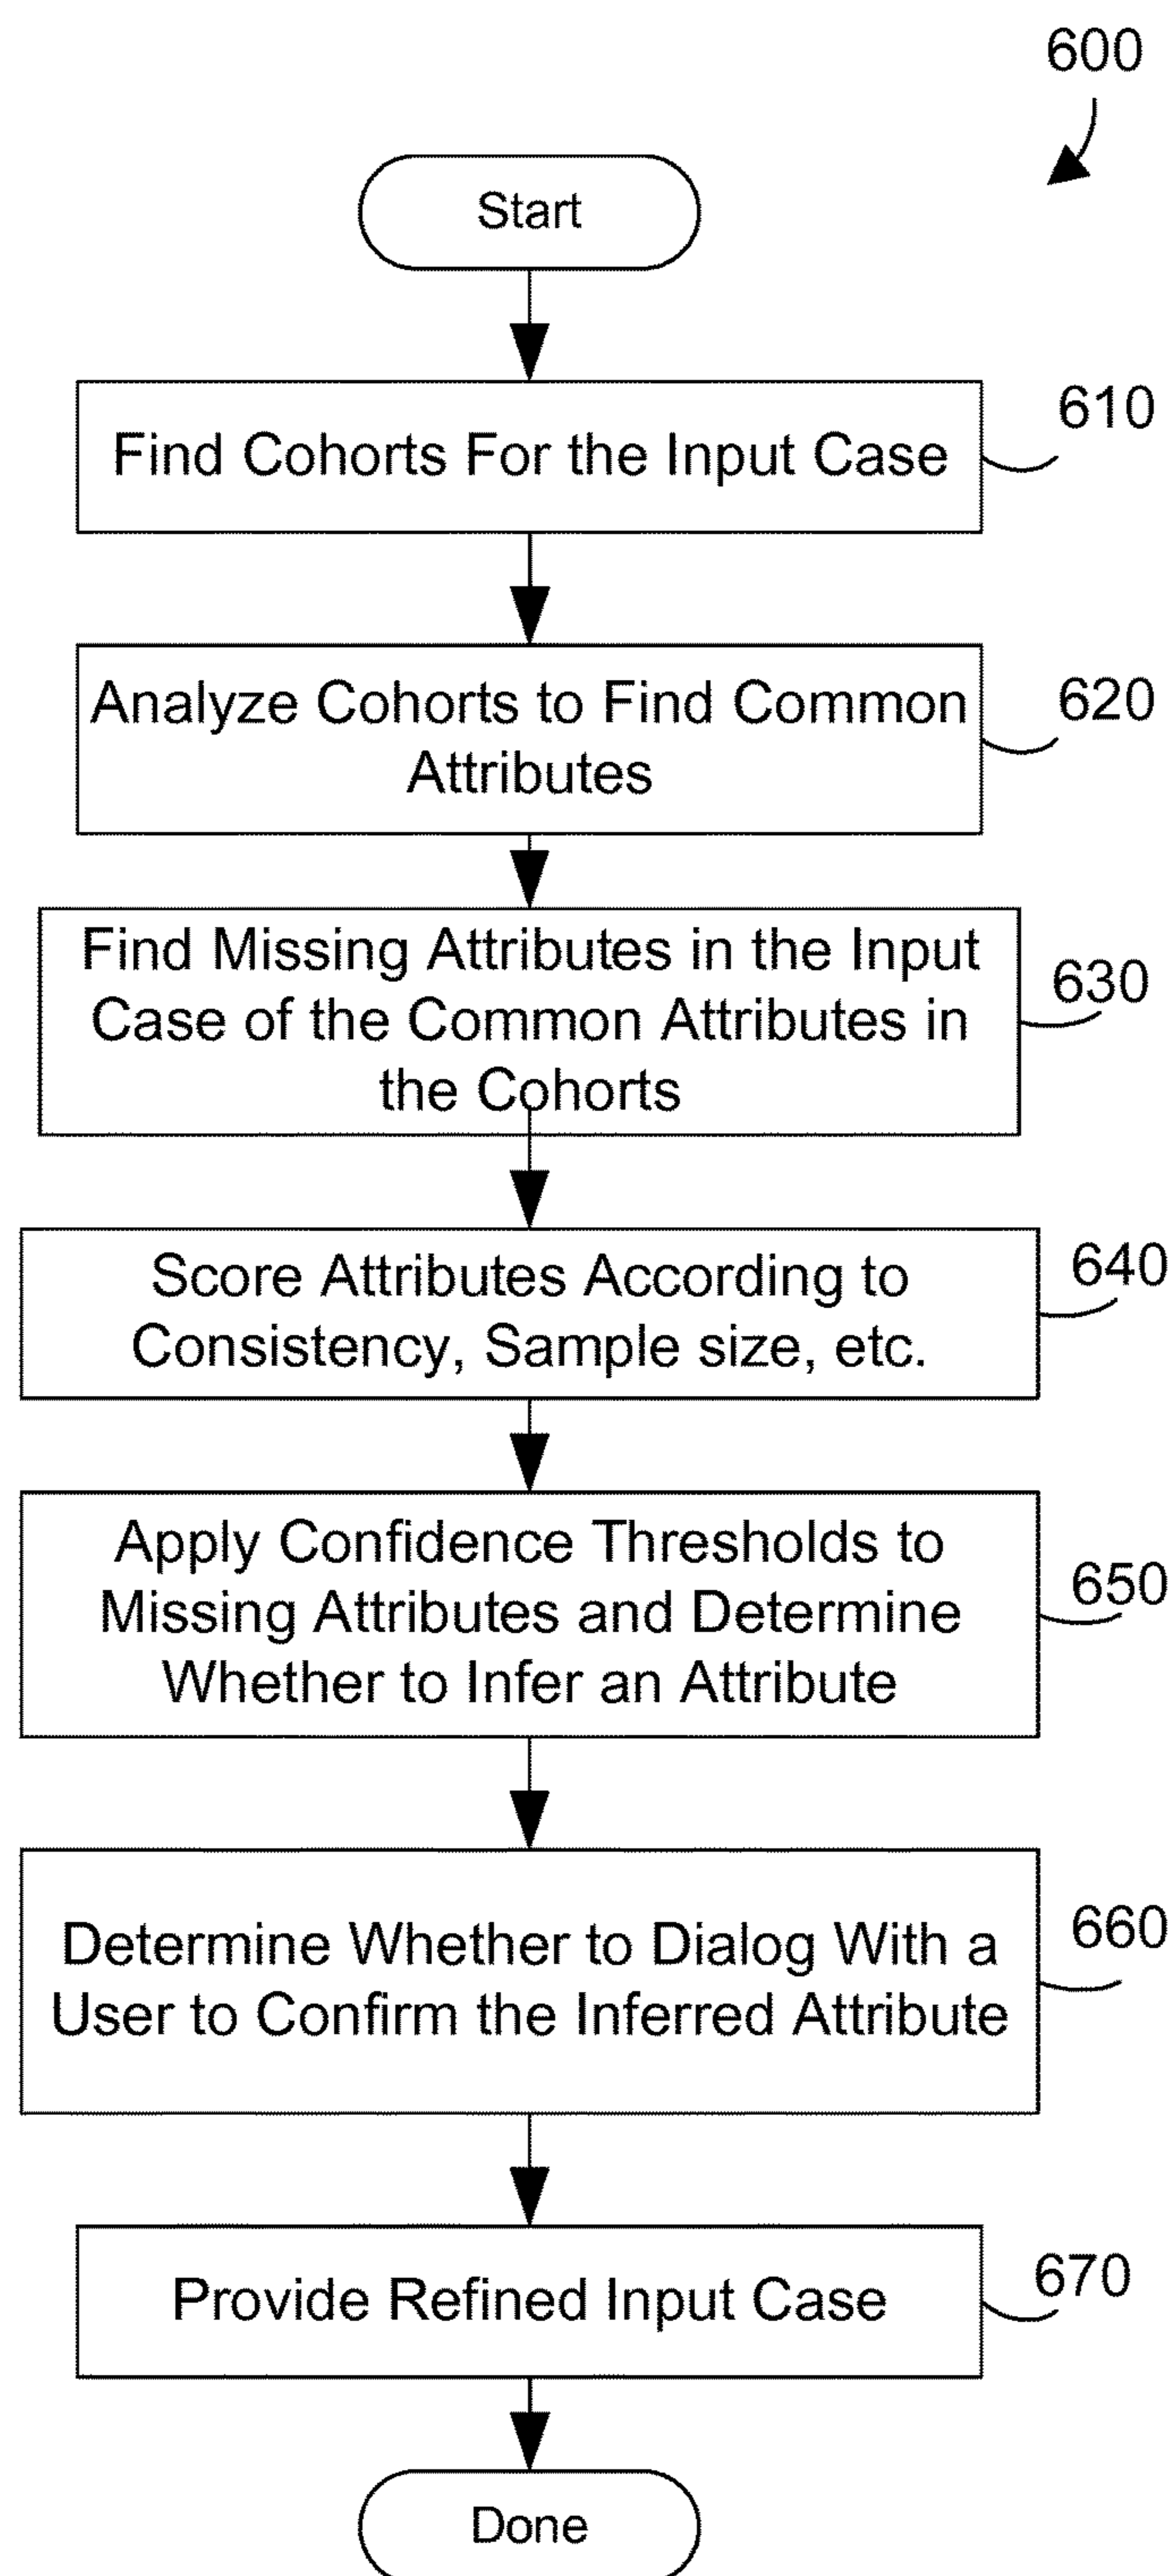 600
Start
Find Cohorts For the Input Case
610
Analyze Cohorts to Find Common
Attributes
620
Find Missing Attributes in the Input
Case of the Common Attributes in
the Cohorts
630
Score Attributes According to
Consistency, Sample size, etc.
640
Apply Confidence Thresholds to
Missing Attributes and Determine
Whether to Infer an Attribute
650
Determine Whether to Dialog With a
User to Confirm the Inferred Attribute
660
Provide Refined Input Case
670
Done